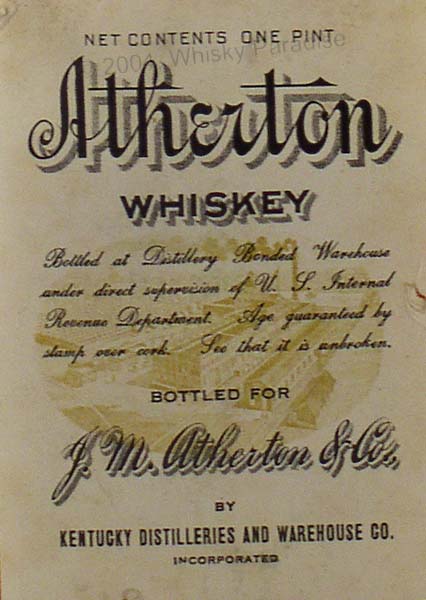 NET CONTENTS ONE PINT
2004 Whisky Paradise
Atherton
WHISKEY
Bottled at Distillery Bonded Warehouse
under direct supervision of U. S. Internal
Revenue Department. Age guaranteed by
stamp over cork. See that it is unbroken.
BOTTLED FOR
J. M. Atherton & Co.,
BY
KENTUCKY DISTILLERIES AND WAREHOUSE CO.
INCORPORATED